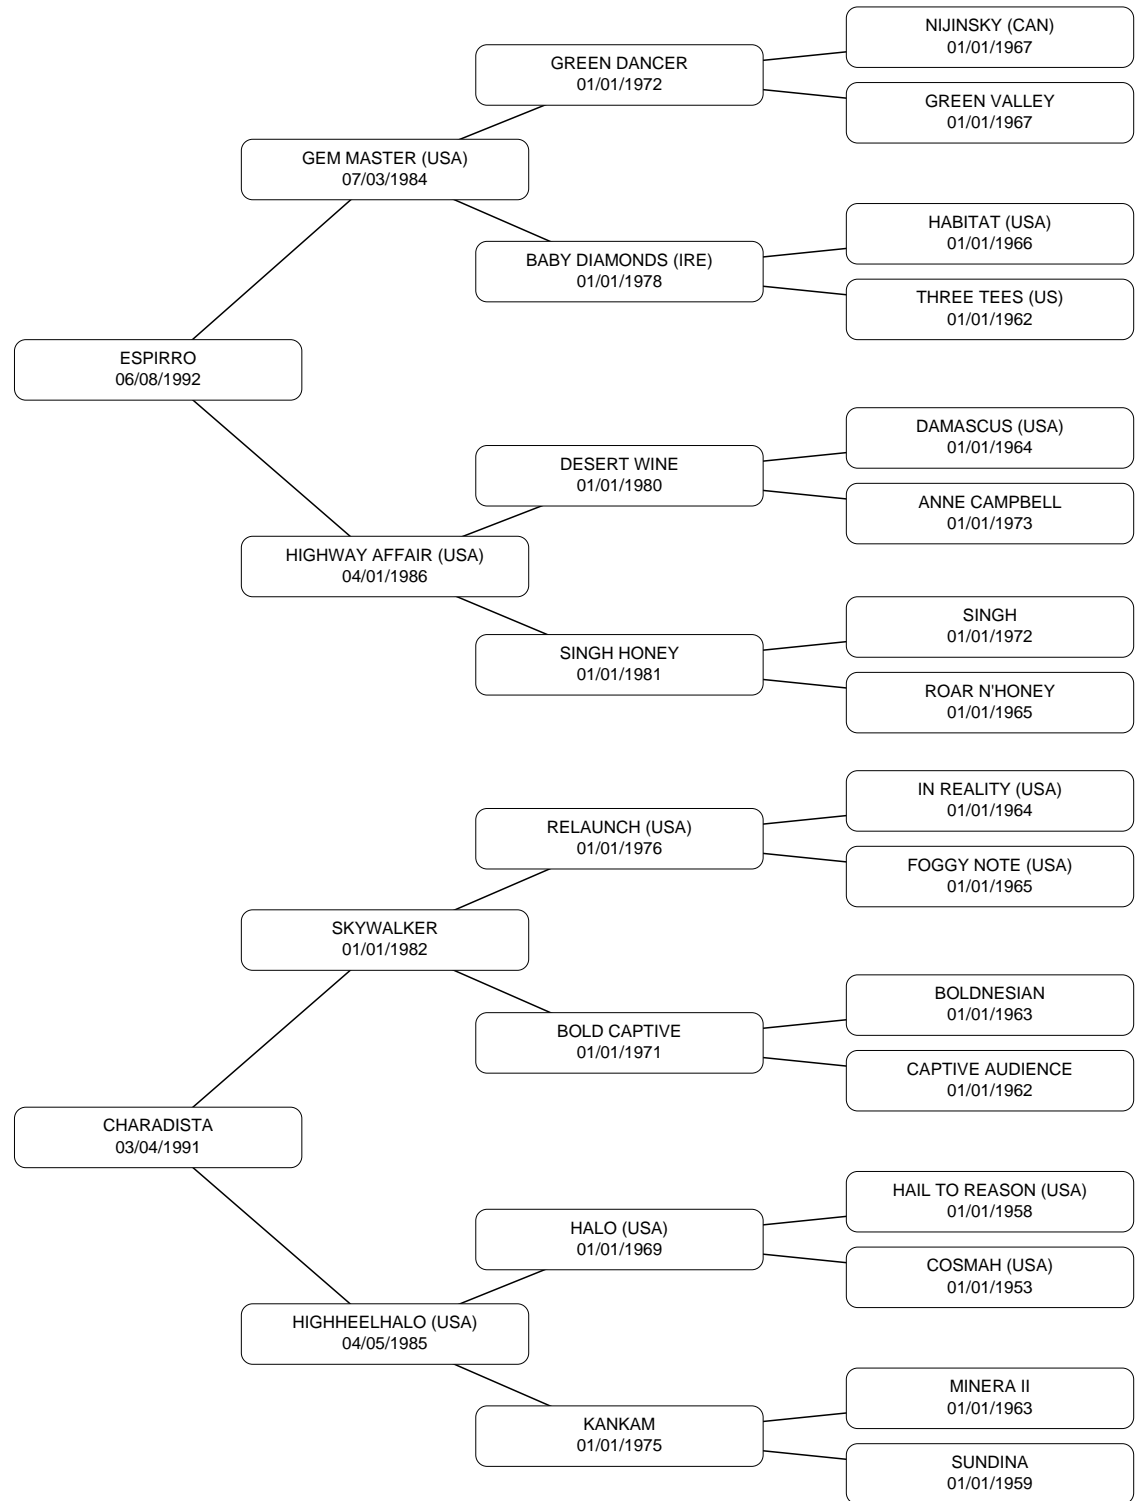 NIJINSKY (CAN)
01/01/1967
GREEN DANCER
01/01/1972
GREEN VALLEY
01/01/1967
GEM MASTER (USA)
07/03/1984
HABITAT (USA)
01/01/1966
BABY DIAMONDS (IRE)
01/01/1978
THREE TEES (US)
01/01/1962
ESPIRRO
06/08/1992
DAMASCUS (USA)
01/01/1964
DESERT WINE
01/01/1980
ANNE CAMPBELL
01/01/1973
HIGHWAY AFFAIR (USA)
04/01/1986
SINGH
01/01/1972
SINGH HONEY
01/01/1981
ROAR N'HONEY
01/01/1965
IN REALITY (USA)
01/01/1964
RELAUNCH (USA)
01/01/1976
FOGGY NOTE (USA)
01/01/1965
SKYWALKER
01/01/1982
BOLDNESIAN
01/01/1963
BOLD CAPTIVE
01/01/1971
CAPTIVE AUDIENCE
01/01/1962
CHARADISTA
03/04/1991
HAIL TO REASON (USA)
01/01/1958
HALO (USA)
01/01/1969
COSMAH (USA)
01/01/1953
HIGHHEELHALO (USA)
04/05/1985
MINERA II
01/01/1963
KANKAM
01/01/1975
SUNDINA
01/01/1959